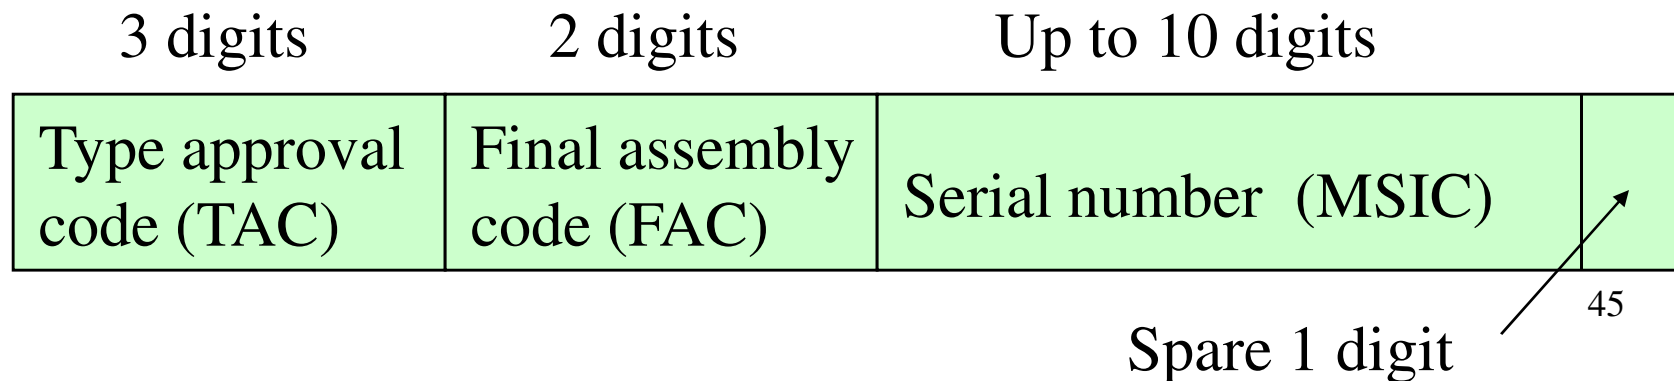 3 digits
2 digits
Up to 10 digits
Type approval
code (TAC)
Final assembly
code (FAC)
Serial number (MSIC)
45
Spare 1 digit